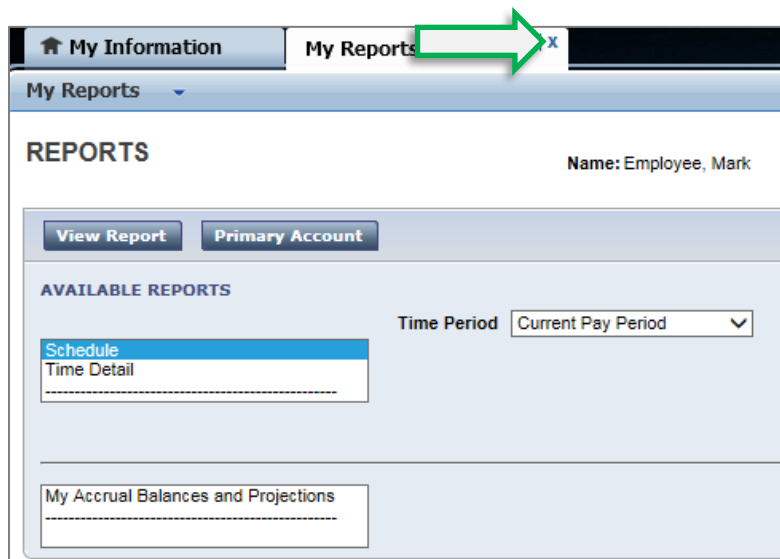 My Information
My Reports x
My Reports
REPORTS
Name: Employee, Mark
View Report Primary Account
AVAILABLE REPORTS
Time Period Current Pay Period
Schedule
Time Detail
--------------------------------------------------
My Accrual Balances and Projections
--------------------------------------------------